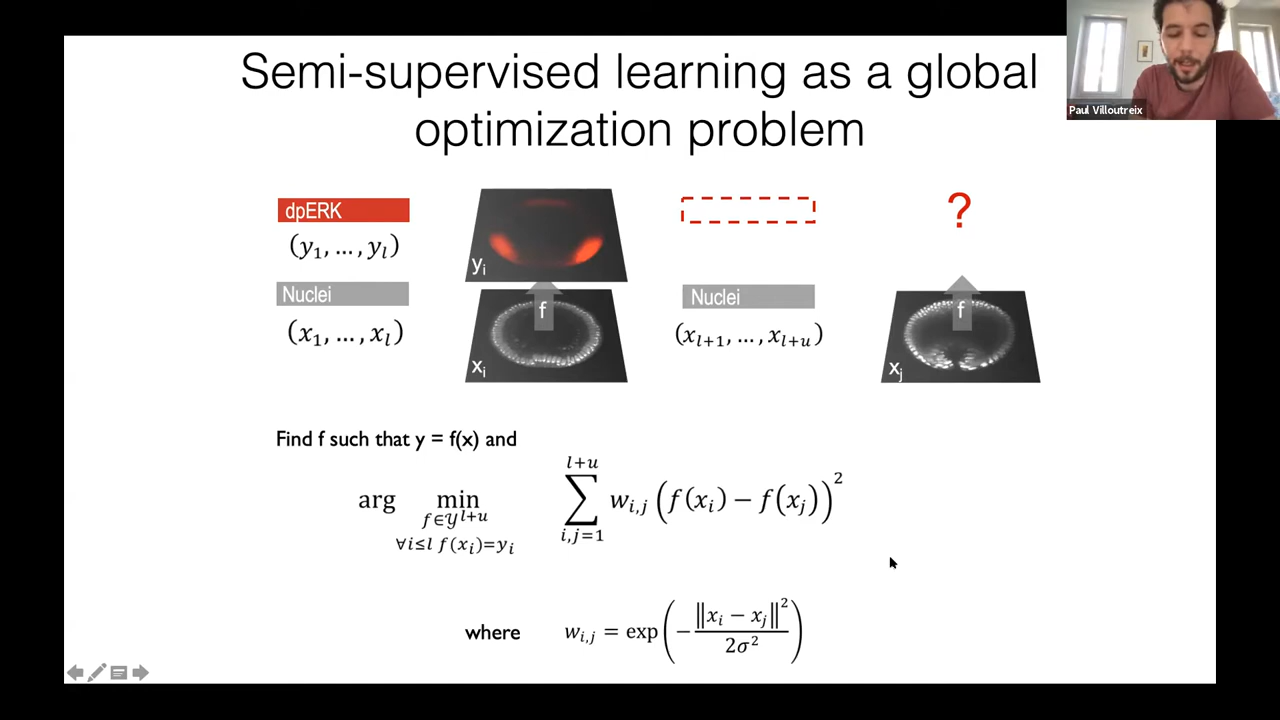 Semi-supervised learning as a global
optimization problem
Paul Villoutreix
dpERK
(y₁, ..., yₗ)
Nuclei
(x₁, ..., xₗ)
yᵢ
f
xᵢ
Nuclei
(xₗ₊₁, ..., xₗ₊ᵤ)
?
f
xⱼ
Find f such that y = f(x) and
arg min f∈𝒴ˡ⁺ᵘ ∀i≤l f(xᵢ)=yᵢ ∑ i,j=1 l+u wᵢ,ⱼ (f(xᵢ) − f(xⱼ))²
where wᵢ,ⱼ = exp(−‖xᵢ − xⱼ‖² / 2σ²)